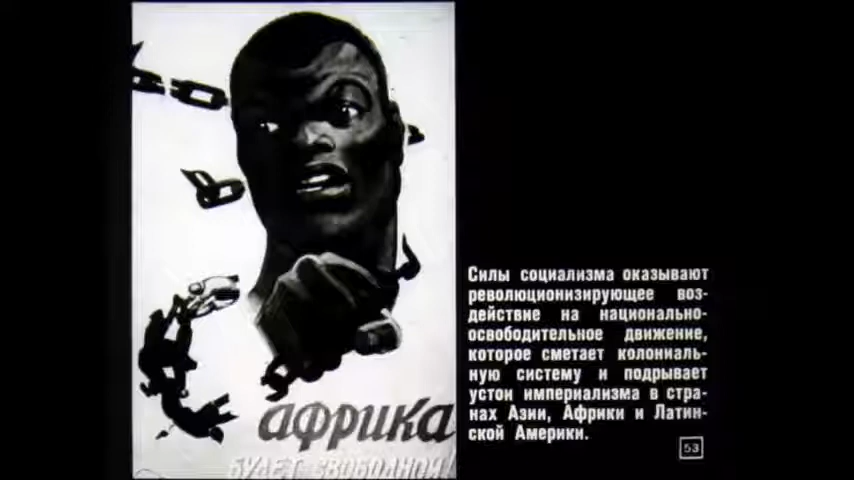 африка
БУДЕТ СВОБОДНОЙ!
Силы социализма оказывают
революционизирующее воз-
действие на национально-
освободительное движение,
которое сметает колониаль-
ную систему и подрывает
устои империализма в стра-
нах Азии, Африки и Латин-
ской Америки.
53